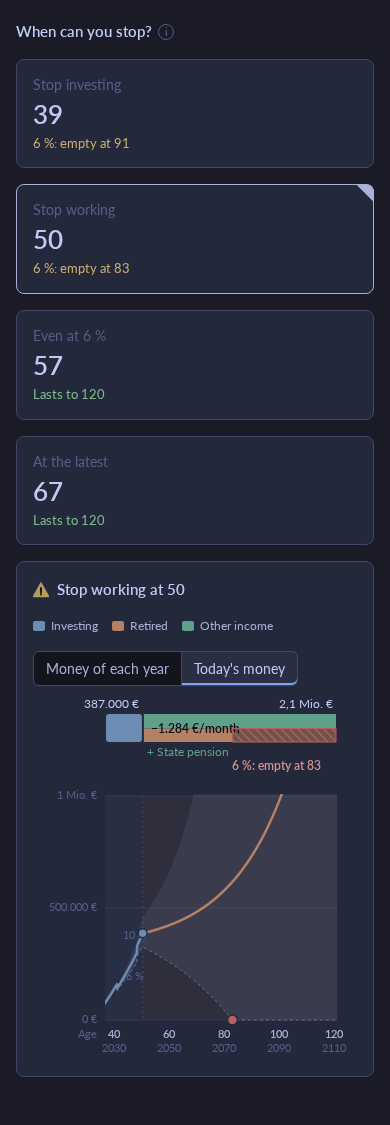 When can you stop? i
Stop investing
39
6 %: empty at 91
Stop working
50
6 %: empty at 83
Even at 6 %
57
Lasts to 120
At the latest
67
Lasts to 120
Stop working at 50
Investing Retired Other income
Money of each year Today's money
387.000 € 2,1 Mio. €
−1.284 €/month
+ State pension
6 %: empty at 83
1 Mio. €
500.000 €
10
6 %
0 €
Age 40 60 80 100 120
2030 2050 2070 2090 2110